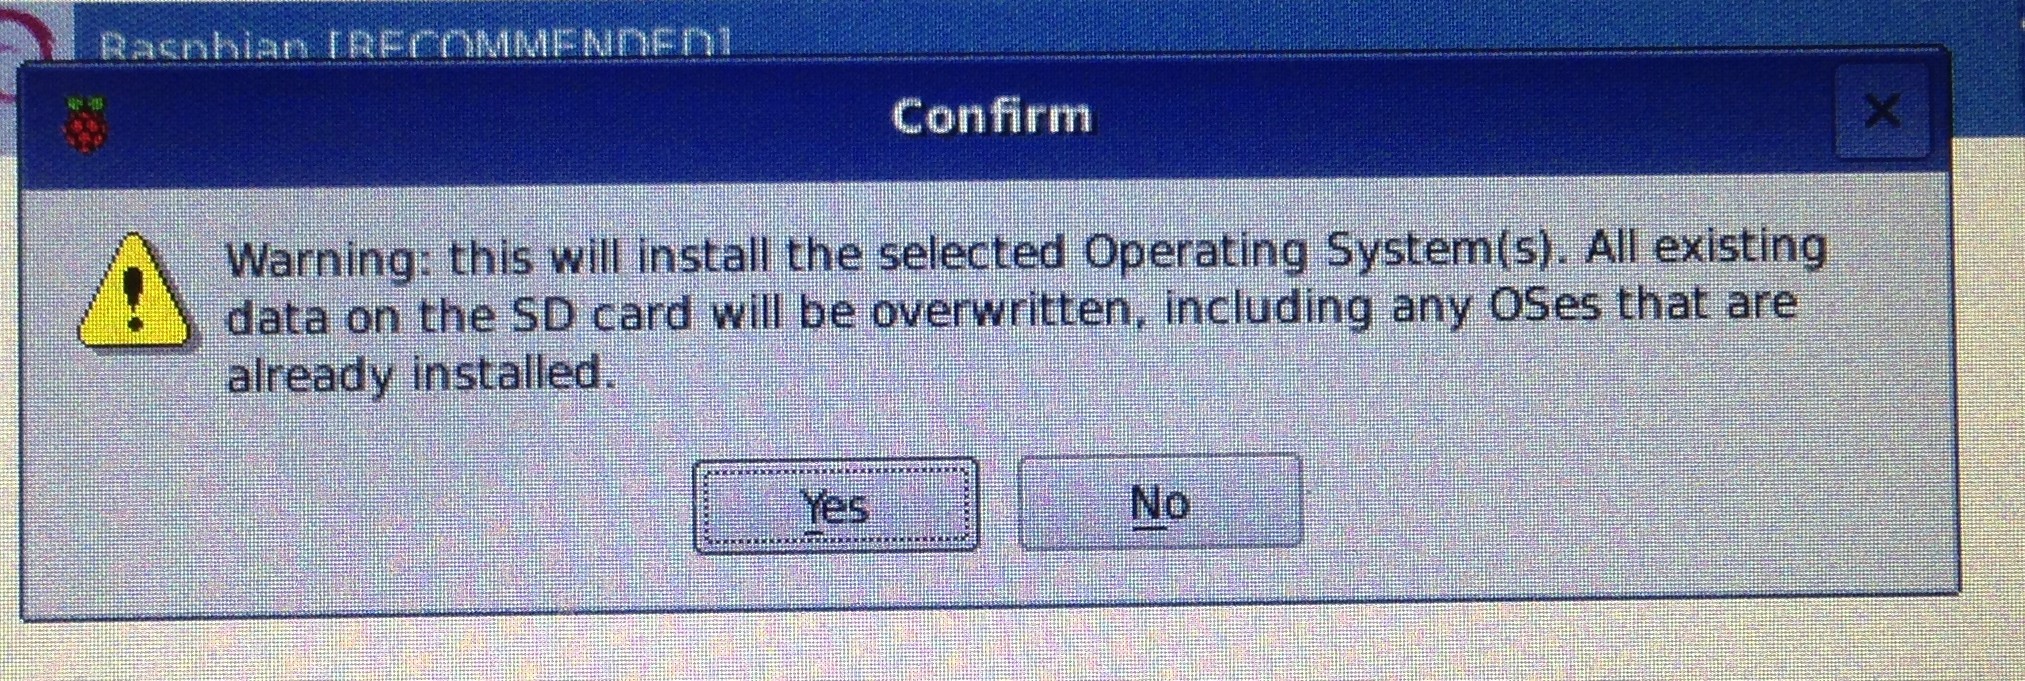 Raspbian [RECOMMENDED]
Confirm
Warning: this will install the selected Operating System(s). All existing
data on the SD card will be overwritten, including any OSes that are
already installed.
Yes
No